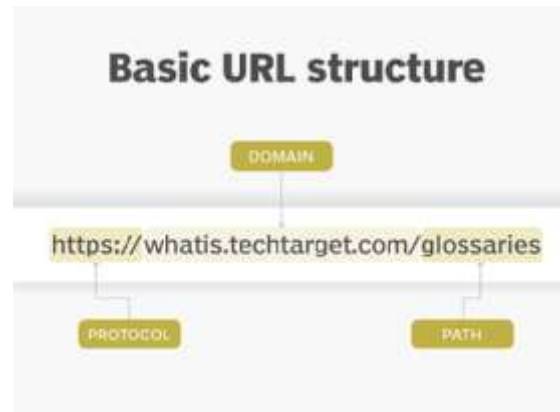 Basic URL structure
DOMAIN
https://whatis.techtarget.com/glossaries
PROTOCOL
PATH